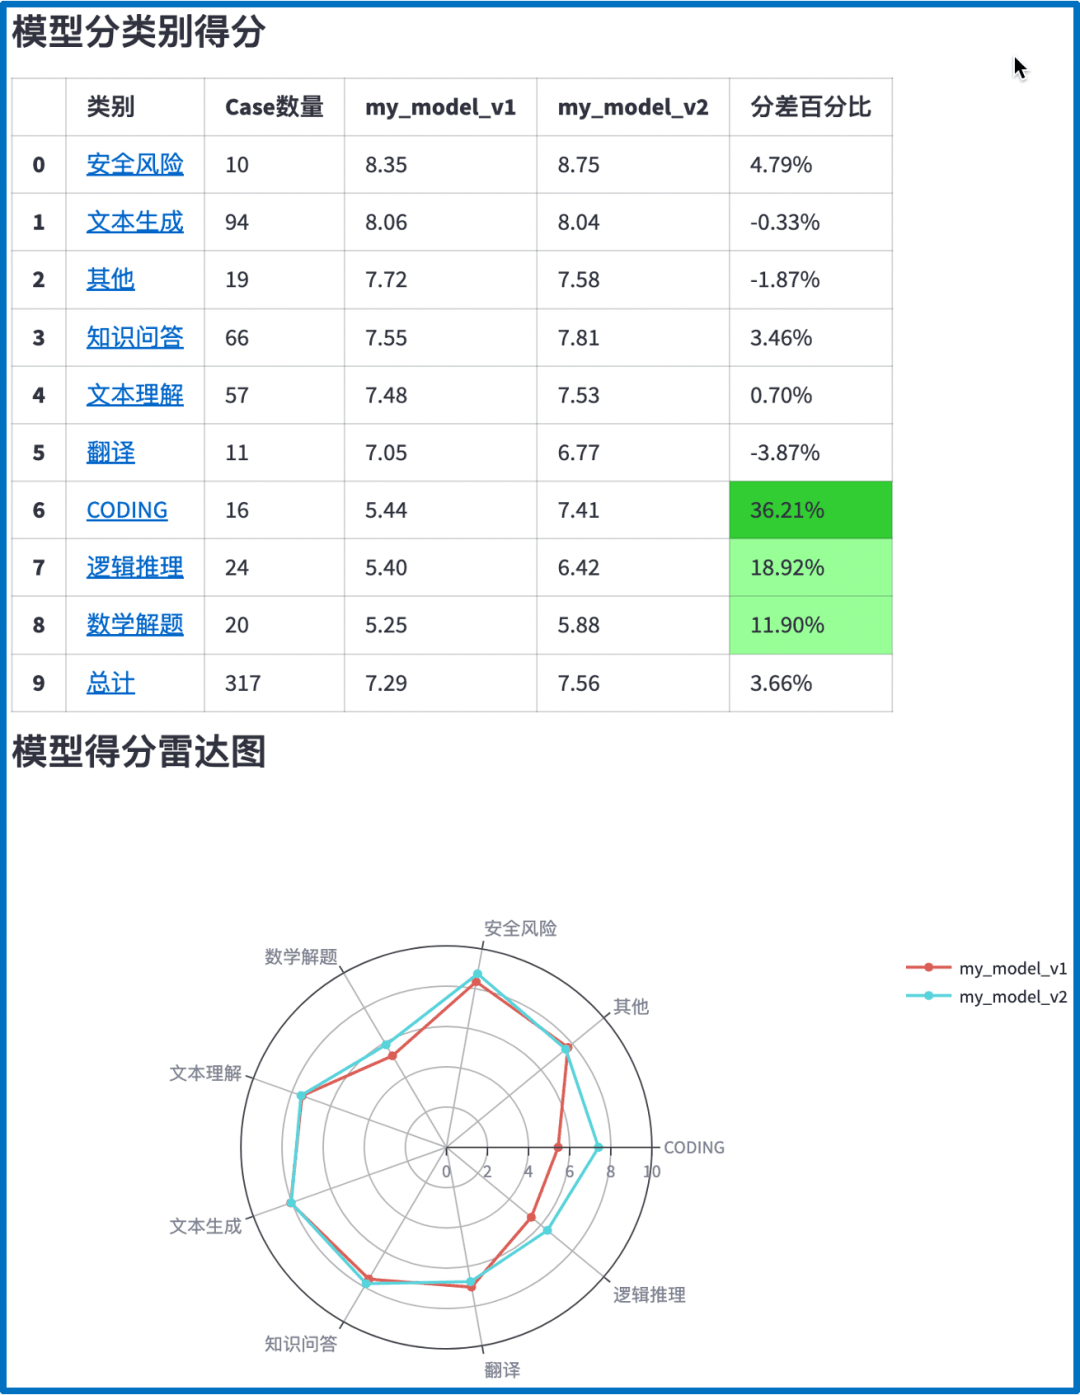 模型分类别得分
类别 Case数量 my_model_v1 my_model_v2 分差百分比
0 安全风险 10 8.35 8.75 4.79%
1 文本生成 94 8.06 8.04 -0.33%
2 其他 19 7.72 7.58 -1.87%
3 知识问答 66 7.55 7.81 3.46%
4 文本理解 57 7.48 7.53 0.70%
5 翻译 11 7.05 6.77 -3.87%
6 CODING 16 5.44 7.41 36.21%
7 逻辑推理 24 5.40 6.42 18.92%
8 数学解题 20 5.25 5.88 11.90%
9 总计 317 7.29 7.56 3.66%
模型得分雷达图
安全风险
数学解题
my_model_v1
my_model_v2
其他
文本理解
CODING
0 2 4 6 8 10
文本生成
逻辑推理
知识问答
翻译